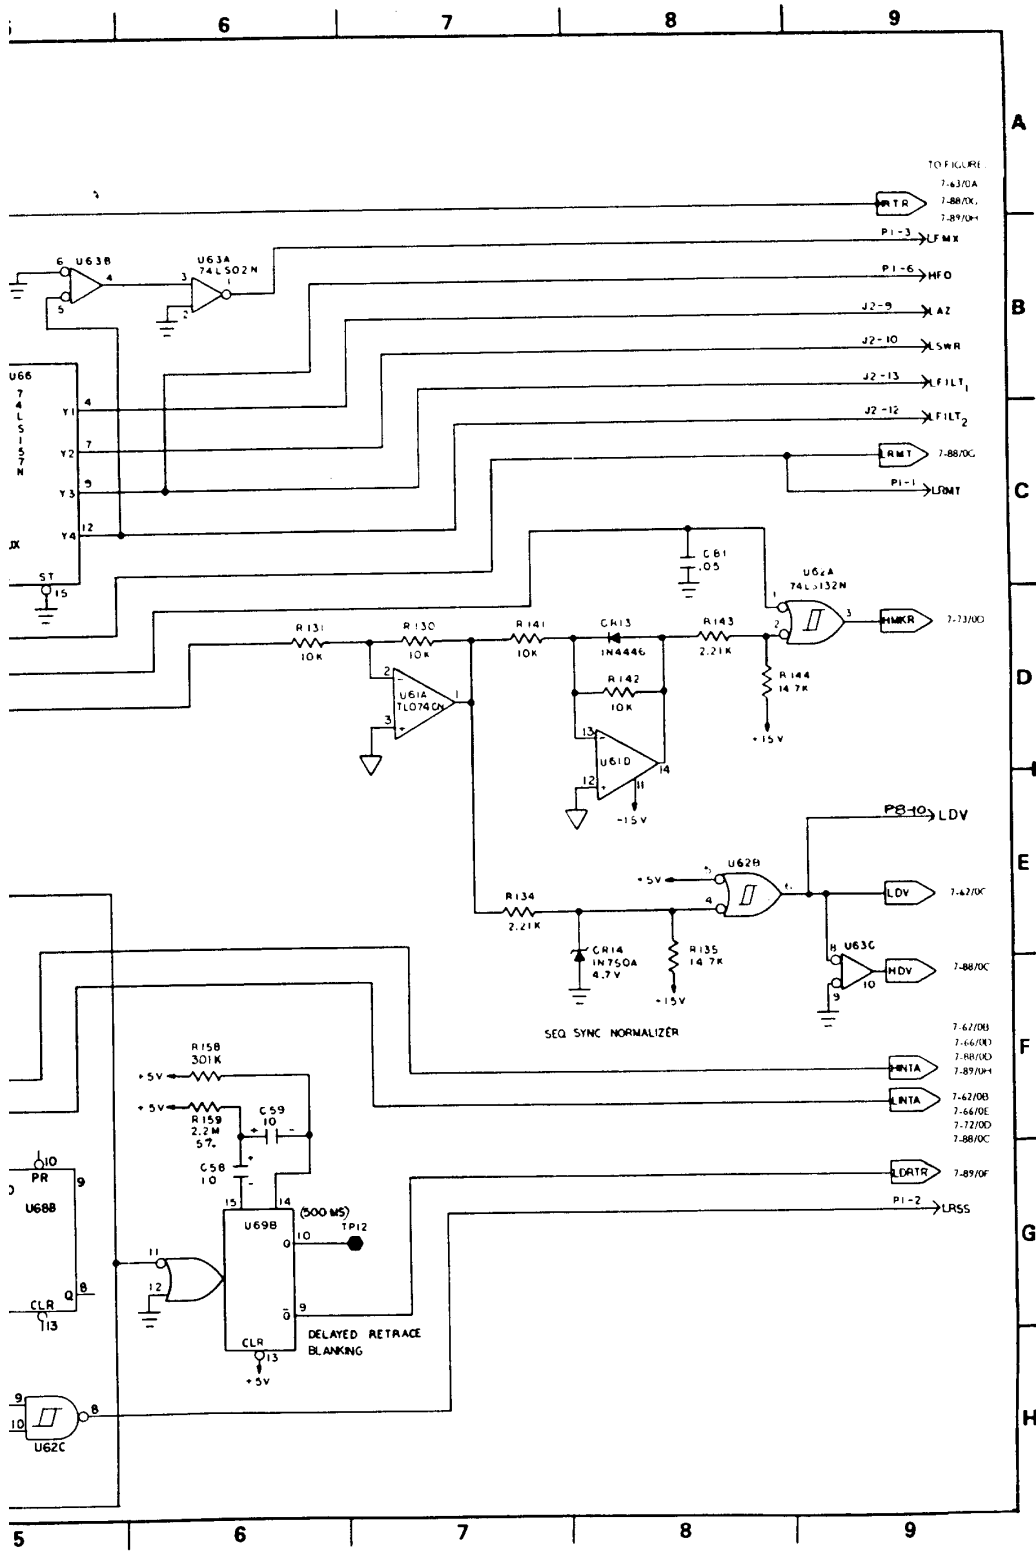 6 7 8 9
A
TO FIGURE
7-63/0A
RTR 7-88/0G
7-89/0H
P1-3 LFMX
6 U63B 4
5
3 U63A
74LS02N
1
2
P1-6 HFO
B
J2-9 LAZ
J2-10 LSWR
J2-13 LFILT1
J2-12 LFILT2
U66
74LS157N
Y1 4
Y2 7
Y3 9
Y4 12
ST
15
LRMT 7-88/0G
P1-1 LRMT
C
C81
.05
U62A
74LS132N
1
2
3
HMKR 7-73/0D
R131
10K
R130
10K
R141
10K
CR13
1N4446
R143
2.21K
R142
10K
R144
14.7K
+15V
D
2
3
U61A
TL074CN
1
13
12
U61D
14
11
-15V
P8-10 LDV
E
U62B
+5V 5
4
6
LDV 7-62/0C
R134
2.21K
CR14
1N750A
4.7V
R135
14.7K
+15V
8 U63C
9
10
HDV 7-88/0C
SEQ SYNC NORMALIZER
F
7-62/0B
7-66/0D
7-88/0D
HINTA 7-89/0H
LINTA 7-62/0B
7-66/0E
7-72/0D
7-88/0C
R158
301K
+5V
+5V
R159
2.2M
5%
C59
10
+ -
C58
10
+
-
LDRTR 7-89/0F
P1-2 LRSS
G
10
PR
9
U68B
Q 8
CLR
13
15 14
U69B
(500 MS)
Q 10 TP12
11
12
Q 9
CLR
13
+5V
DELAYED RETRACE
BLANKING
9
10
8
U62C
H
5 6 7 8 9